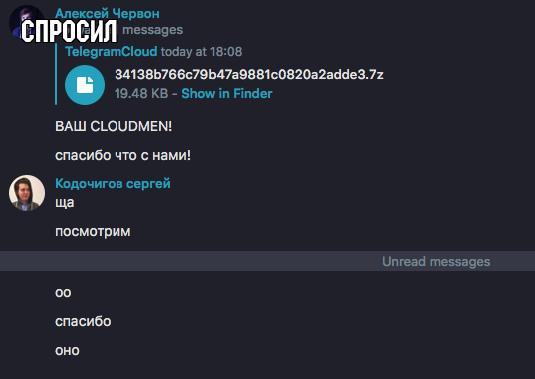 Алексей Червон
СПРОСИЛ
messages
TelegramCloud today at 18:08
34138b766c79b47a9881c0820a2adde3.7z
19.48 KB - Show in Finder
ВАШ CLOUDMEN!
спасибо что с нами!
Кодочигов сергей
ща
посмотрим
Unread messages
оо
спасибо
оно